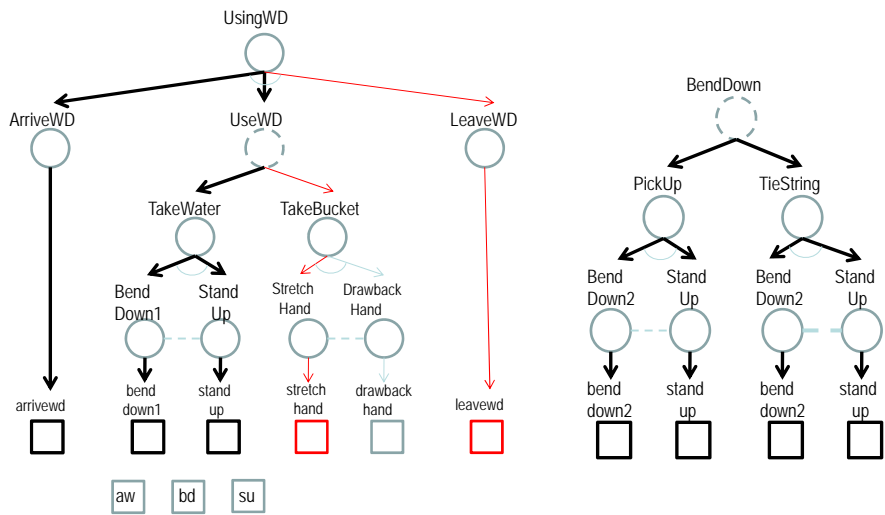 UsingWD
ArriveWD
UseWD
LeaveWD
TakeWater
TakeBucket
Bend
Down1
Stand
Up
Stretch
Hand
Drawback
Hand
arrivewd
bend
down1
stand
up
stretch
hand
drawback
hand
leavewd
aw
bd
su
BendDown
PickUp
TieString
Bend
Down2
Stand
Up
Bend
Down2
Stand
Up
bend
down2
stand
up
bend
down2
stand
up